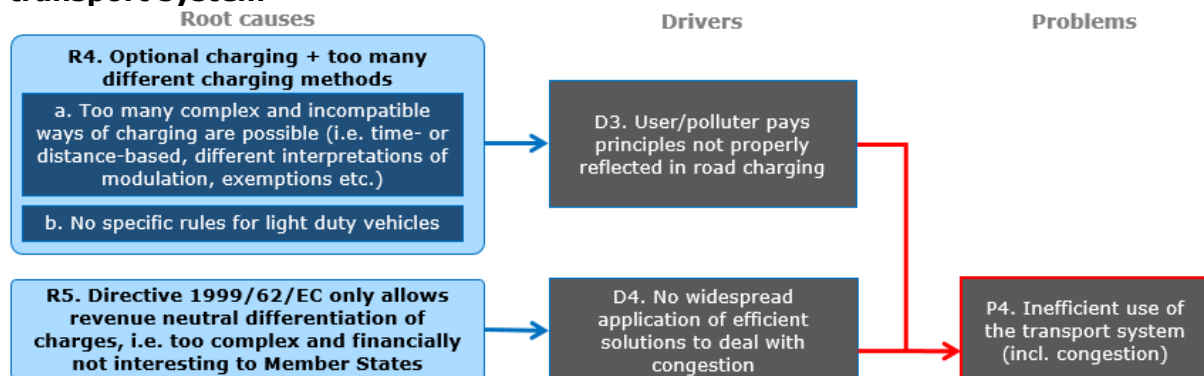 transport system
Root causes
Drivers
Problems
R4. Optional charging + too many
different charging methods
a. Too many complex and incompatible
ways of charging are possible (i.e. time- or
distance-based, different interpretations of
modulation, exemptions etc.)
b. No specific rules for light duty vehicles
D3. User/polluter pays
principles not properly
reflected in road charging
R5. Directive 1999/62/EC only allows
revenue neutral differentiation of
charges, i.e. too complex and financially
not interesting to Member States
D4. No widespread
application of efficient
solutions to deal with
congestion
P4. Inefficient use of
the transport system
(incl. congestion)